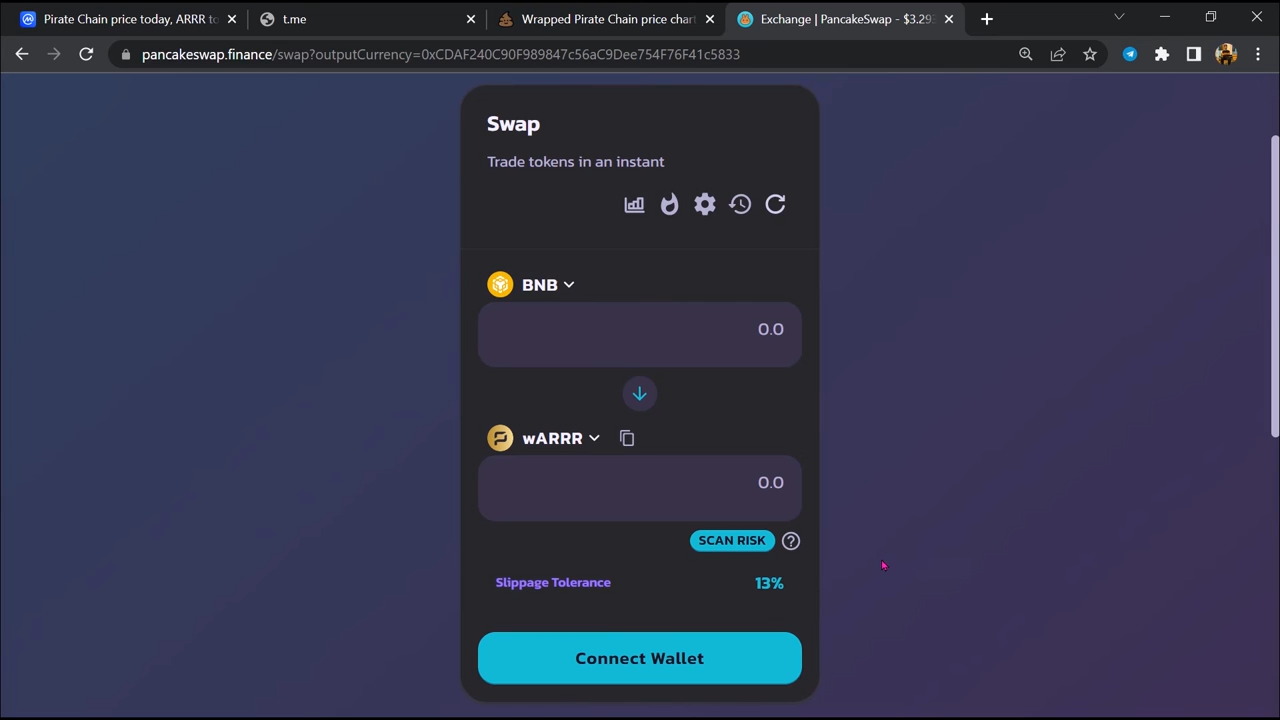 Pirate Chain price today, ARRR to
t.me
Wrapped Pirate Chain price chart
Exchange | PancakeSwap - $3.293
pancakeswap.finance/swap?outputCurrency=0xCDAF240C90F989847c56aC9Dee754F76F41c5833
Swap
Trade tokens in an instant
BNB
0.0
wARRR
0.0
SCAN RISK
Slippage Tolerance
13%
Connect Wallet